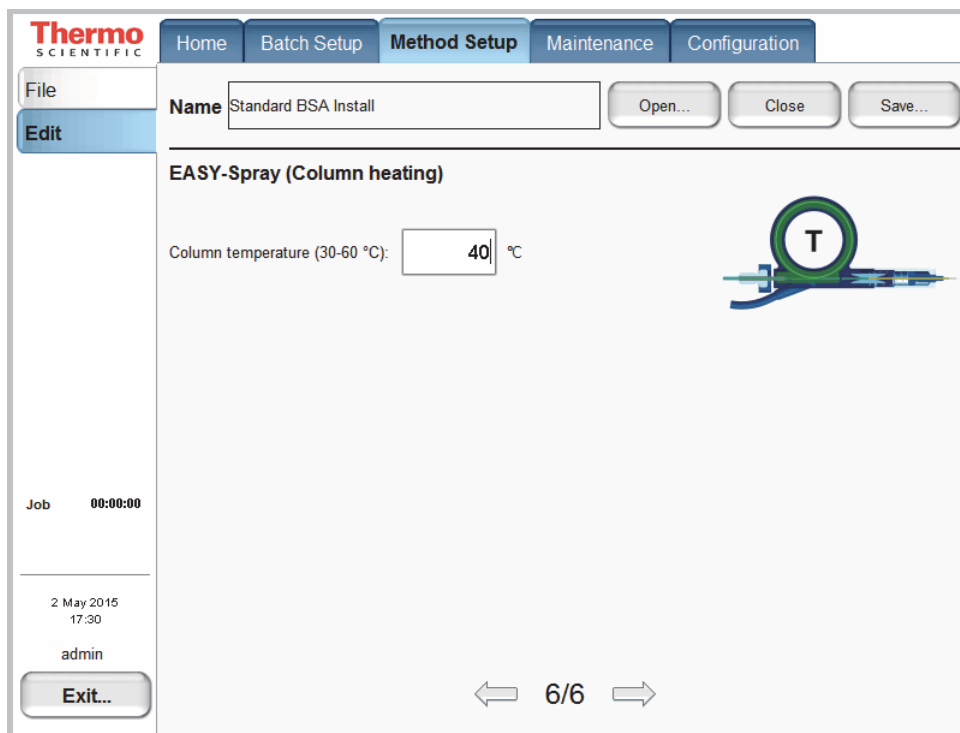 Thermo
SCIENTIFIC
Home
Batch Setup
Method Setup
Maintenance
Configuration
File
Edit
Name
Standard BSA Install
Open...
Close
Save...
EASY-Spray (Column heating)
Column temperature (30-60 °C):
40
°C
T
Job 00:00:00
2 May 2015
17:30
admin
Exit...
6/6